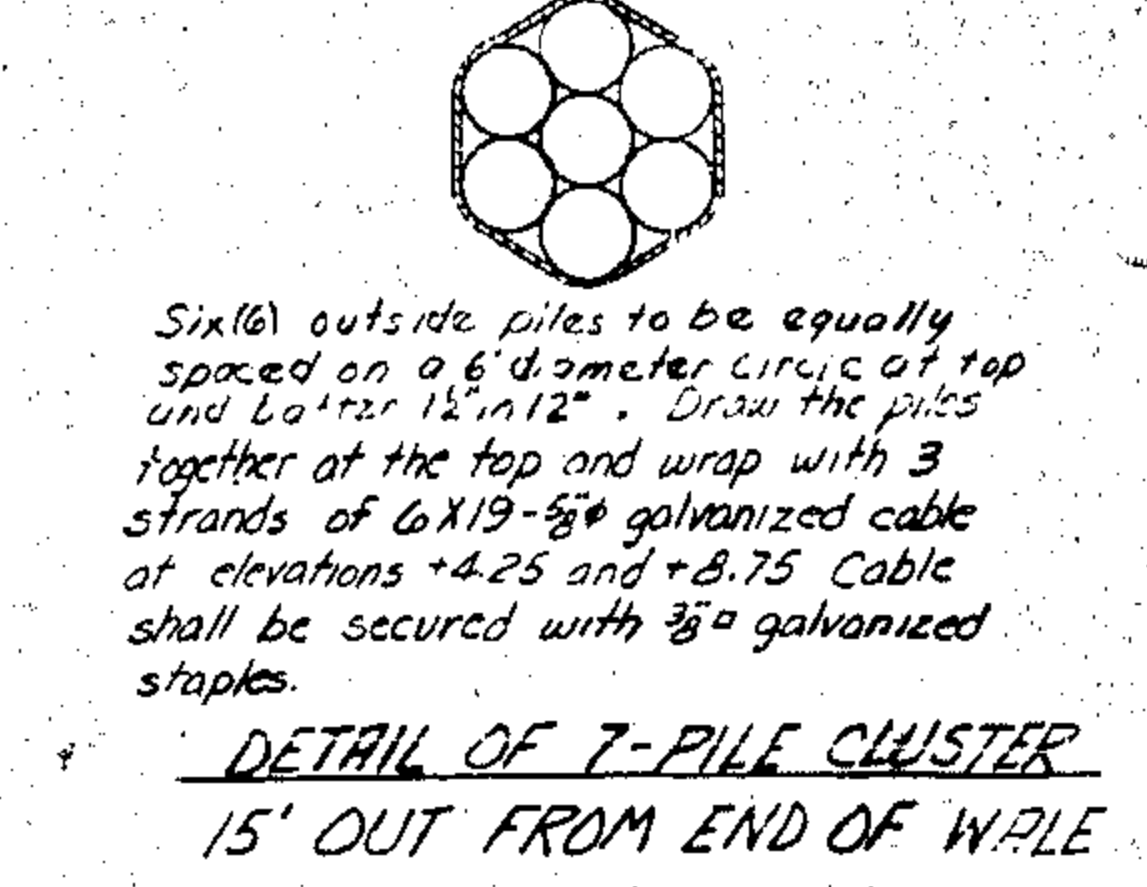 Six(6) outside piles to be equally
spaced on a 6' diameter circle at top
and batter 1½" in 12". Draw the piles
together at the top and wrap with 3
strands of 6X19-⅝"ϕ galvanized cable
at elevations +4.25 and +8.75 Cable
shall be secured with ⅜"□ galvanized
staples.
DETAIL OF 7-PILE CLUSTER
15' OUT FROM END OF WALE